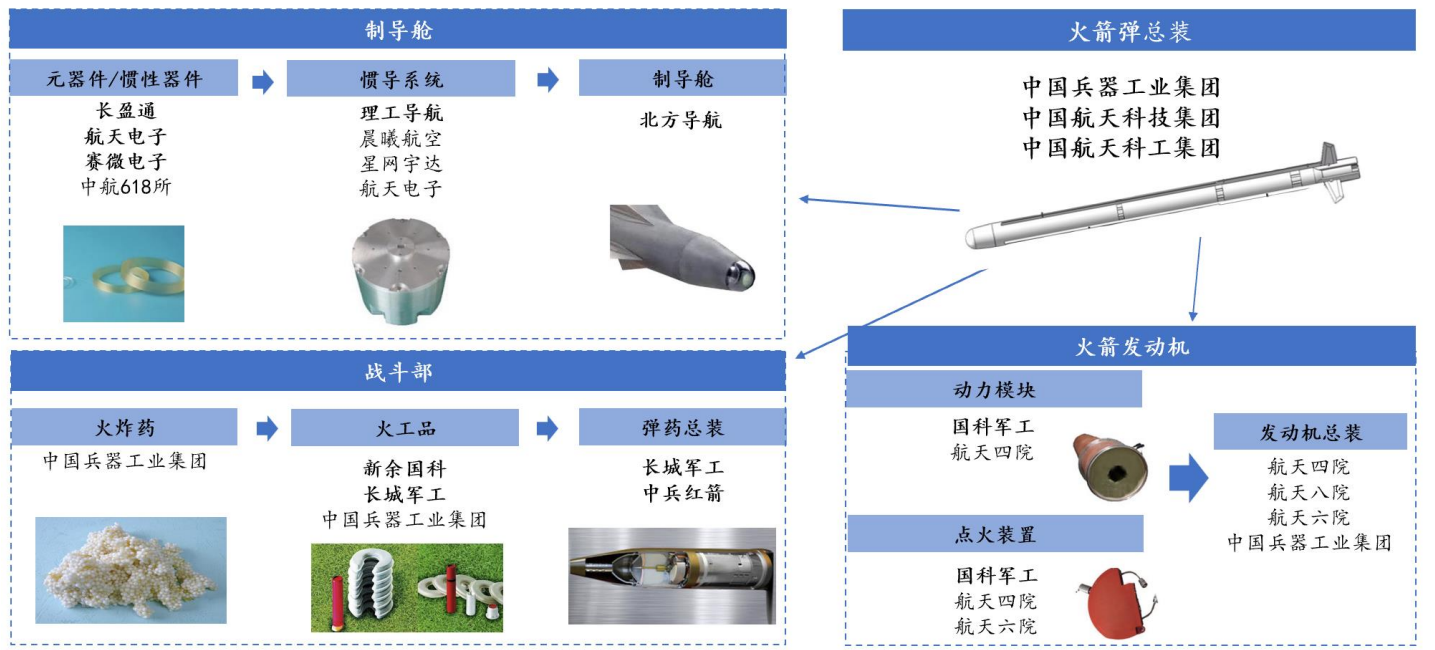 制导舱
元器件/惯性器件
长盈通
航天电子
赛微电子
中航618所
惯导系统
理工导航
晨曦航空
星网宇达
航天电子
制导舱
北方导航
火箭弹总装
中国兵器工业集团
中国航天科技集团
中国航天科工集团
战斗部
火炸药
中国兵器工业集团
火工品
新余国科
长城军工
中国兵器工业集团
弹药总装
长城军工
中兵红箭
火箭发动机
动力模块
国科军工
航天四院
点火装置
国科军工
航天四院
航天六院
发动机总装
航天四院
航天八院
航天六院
中国兵器工业集团